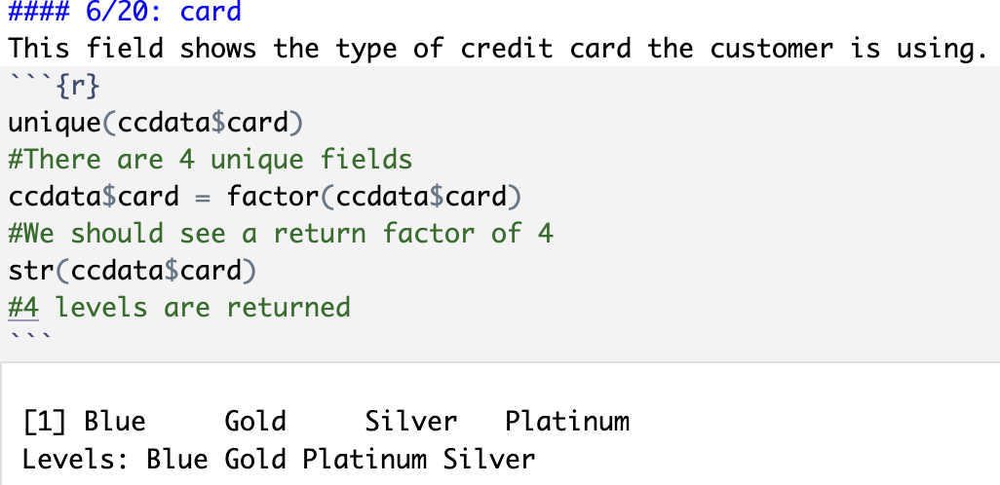 #### 6/20: card
This field shows the type of credit card the customer is using.
```{r}
unique(ccdata$card)
#There are 4 unique fields
ccdata$card = factor(ccdata$card)
#We should see a return factor of 4
str(ccdata$card)
#4 levels are returned
```
[1] Blue     Gold     Silver   Platinum
Levels: Blue Gold Platinum Silver